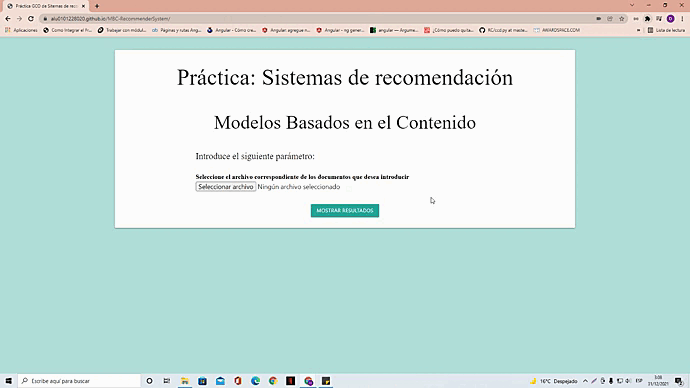 Práctica GCO de Sitemas de reco
alu0101228020.github.io/MBC-RecommenderSystem/
Aplicaciones
Como Integrar el Fr...
Trabajar con módul...
Páginas y rutas Ang...
Angular - Cómo cre...
Angular: agregue n...
Angular - ng gener...
angular — Argume...
¿Cómo puedo quita...
RC/ccd.py at maste...
AWARDSPACE.COM
Lista de lectura
Práctica: Sistemas de recomendación
Modelos Basados en el Contenido
Introduce el siguiente parámetro:
Seleccione el archivo correspondiente de los documentos que desea introducir
Seleccionar archivo Ningún archivo seleccionado
MOSTRAR RESULTADOS
Escribe aquí para buscar
16°C Despejado
ESP
3:08
31/12/2021